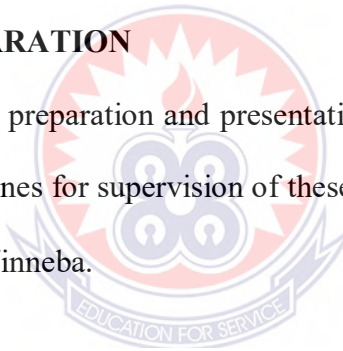 ARATION
preparation and presentati
nes for supervision of these
inneba.
EDUCATION FOR SERVICE